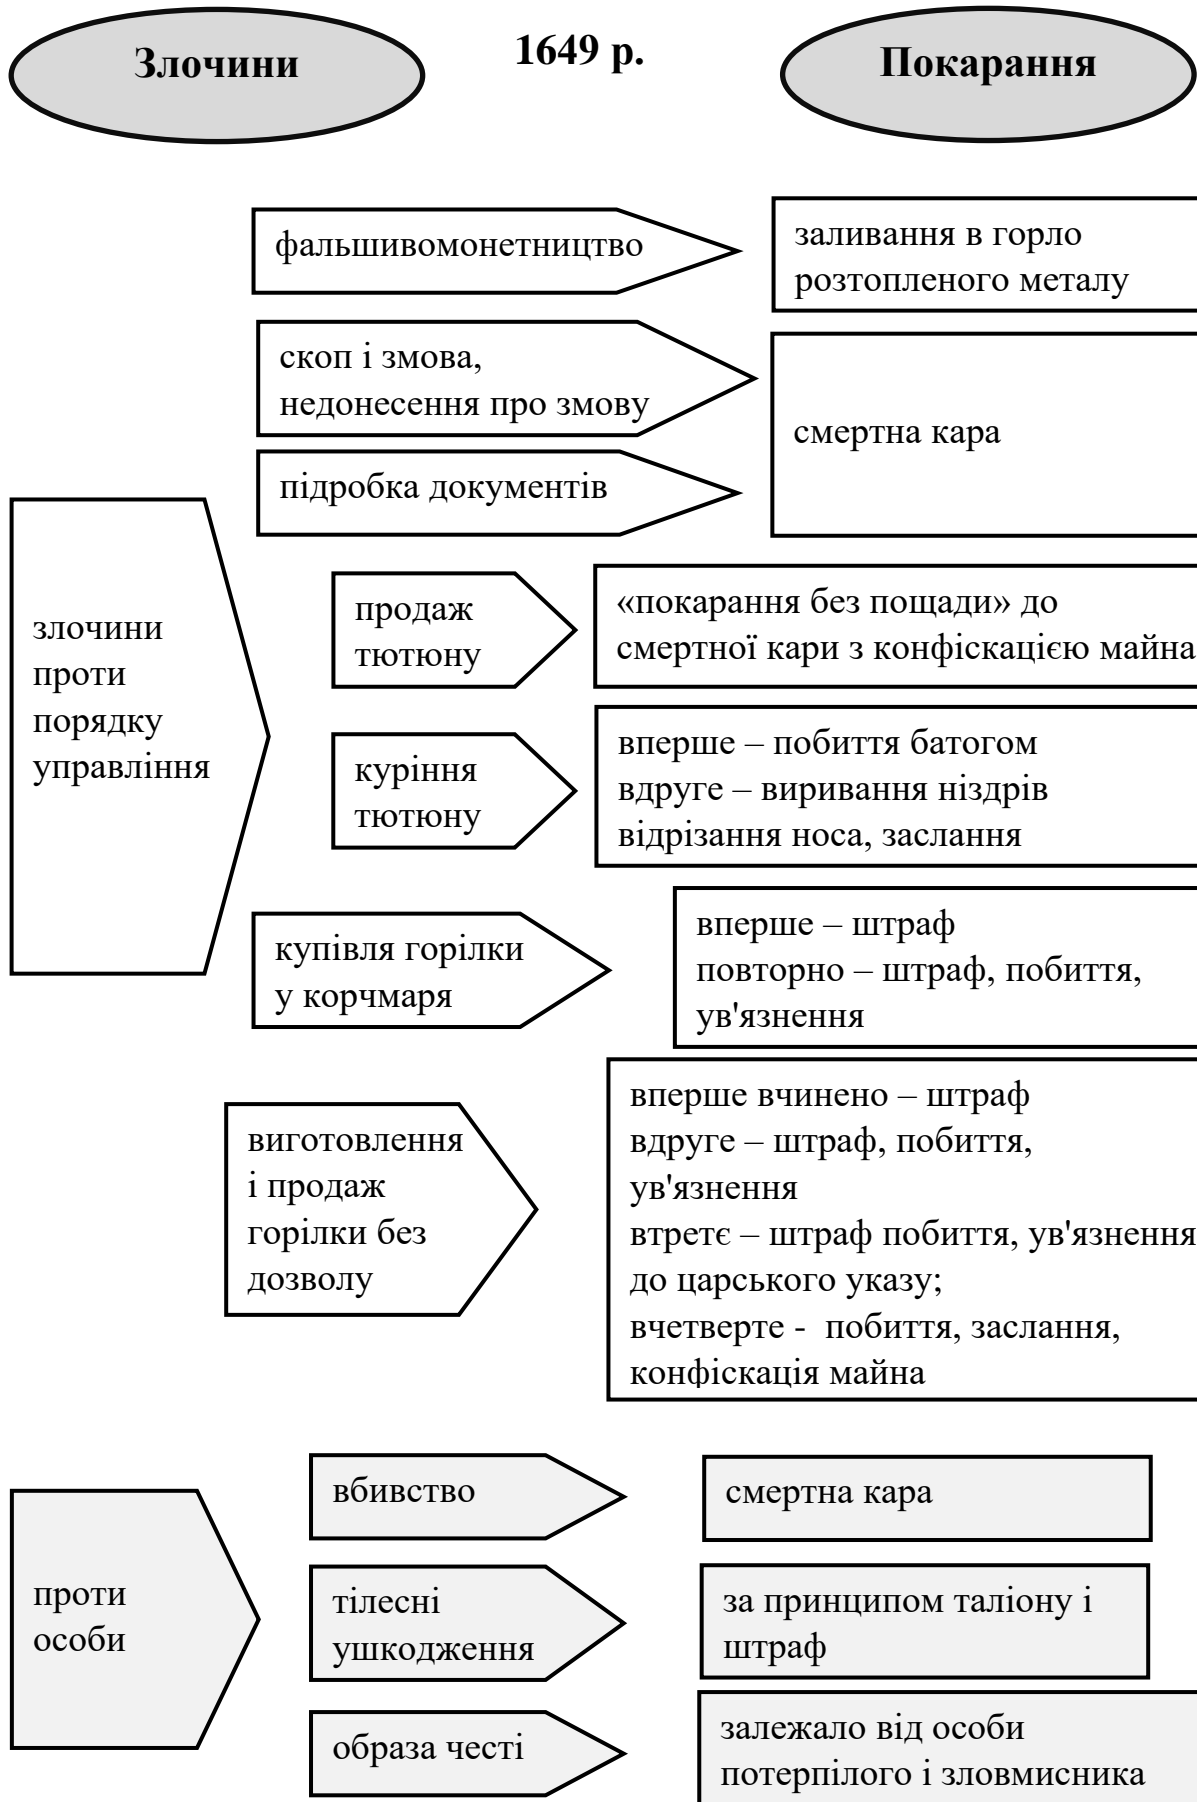 Злочини
1649 р.
Покарання
фальшивомонетництво
заливання в горло
розтопленого металу
скоп і змова,
недонесення про змову
підробка документів
смертна кара
злочини
проти
порядку
управління
продаж
тютюну
«покарання без пощади» до
смертної кари з конфіскацією майна
куріння
тютюну
вперше – побиття батогом
вдруге – виривання ніздрів
відрізання носа, заслання
купівля горілки
у корчмаря
вперше – штраф
повторно – штраф, побиття,
ув'язнення
виготовлення
і продаж
горілки без
дозволу
вперше вчинено – штраф
вдруге – штраф, побиття,
ув'язнення
втретє – штраф побиття, ув'язнення
до царського указу;
вчетверте - побиття, заслання,
конфіскація майна
проти
особи
вбивство
смертна кара
тілесні
ушкодження
за принципом таліону і
штраф
образа честі
залежало від особи
потерпілого і зловмисника